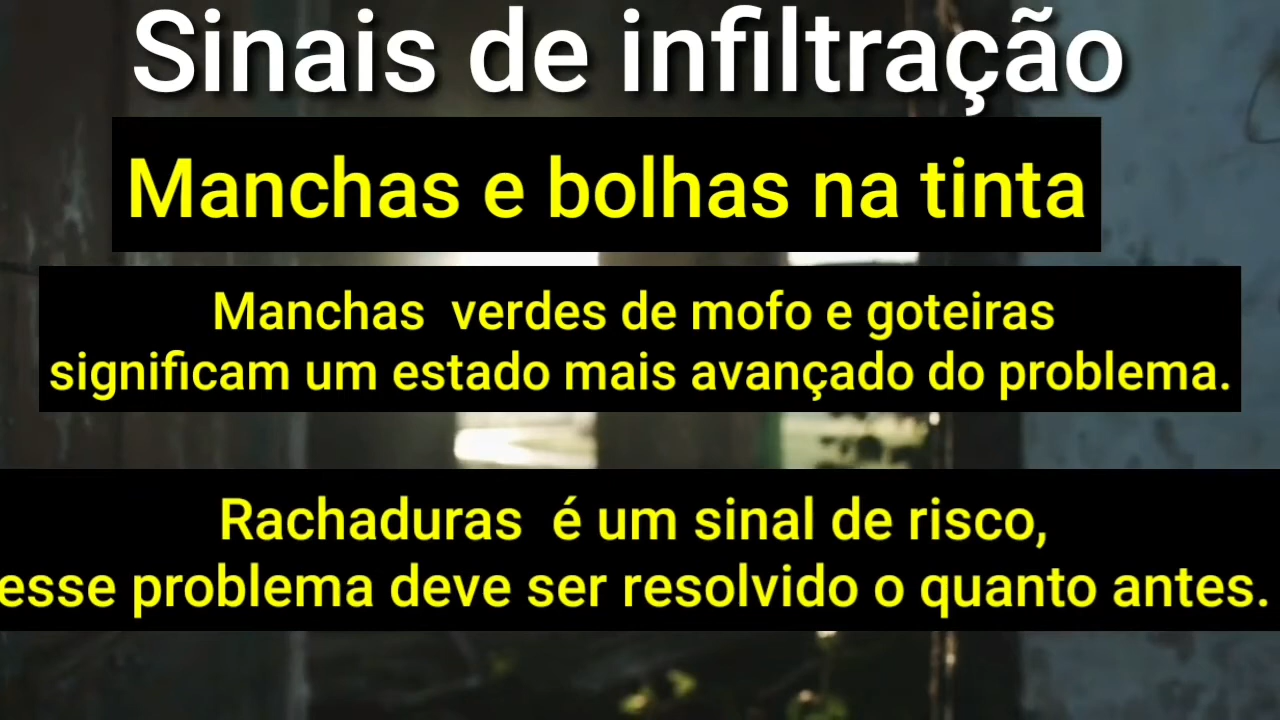 Sinais de infiltração
Manchas e bolhas na tinta
Manchas  verdes de mofo e goteiras
significam um estado mais avançado do problema.
Rachaduras  é um sinal de risco,
esse problema deve ser resolvido o quanto antes.